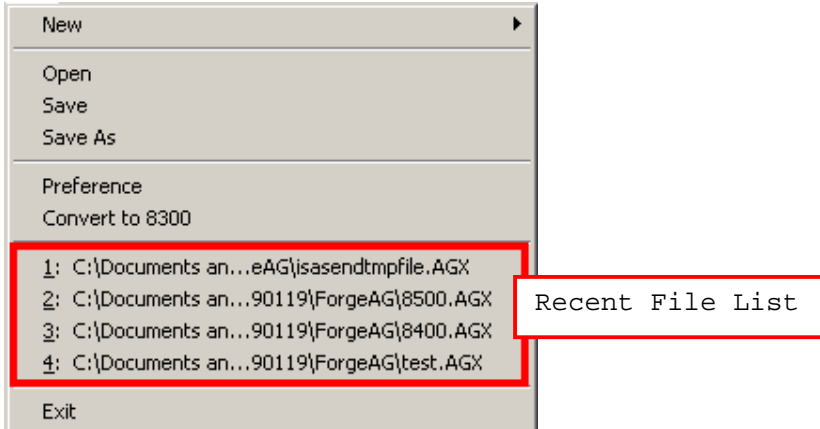 New
Open
Save
Save As
Preference
Convert to 8300
1: C:\Documents an...eAG\isasendtmpfile.AGX
2: C:\Documents an...90119\ForgeAG\8500.AGX
3: C:\Documents an...90119\ForgeAG\8400.AGX
4: C:\Documents an...90119\ForgeAG\test.AGX
Recent File List
Exit